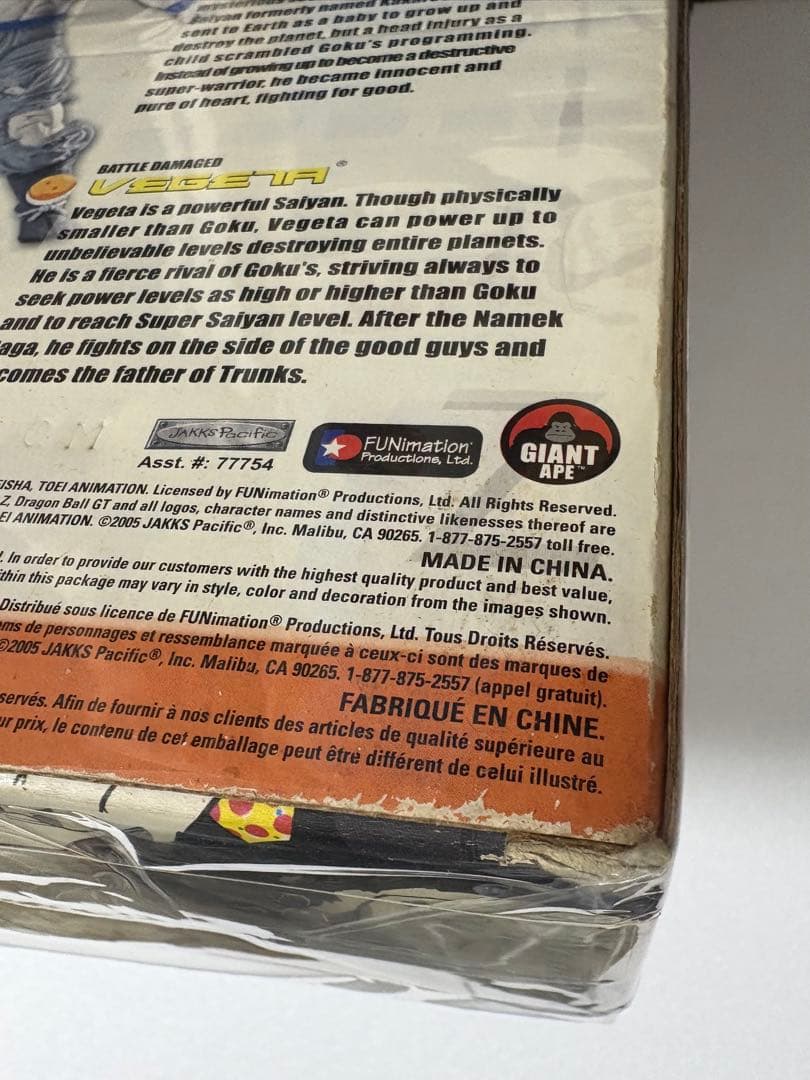 mysterious
Saiyan formerly named
sent to Earth as a baby to grow up and
destroy the planet, but a head injury as a
child scrambled Goku's programming.
Instead of growing up to become a destructive
super-warrior, he became innocent and
pure of heart, fighting for good.
BATTLE DAMAGED
VEGETA®
Vegeta is a powerful Saiyan. Though physically
smaller than Goku, Vegeta can power up to
unbelievable levels destroying entire planets.
He is a fierce rival of Goku's, striving always to
seek power levels as high or higher than Goku
and to reach Super Saiyan level. After the Namek
aga, he fights on the side of the good guys and
comes the father of Trunks.
JAKKS Pacific
FUNimation®
Productions, Ltd.
GIANT
APE™
Asst. #: 77754
ISHA, TOEI ANIMATION. Licensed by FUNimation® Productions, Ltd. All Rights Reserved.
Z, Dragon Ball GT and all logos, character names and distinctive likenesses thereof are
EI ANIMATION. ©2005 JAKKS Pacific®, Inc. Malibu, CA 90265. 1-877-875-2557 toll free.
MADE IN CHINA.
. In order to provide our customers with the highest quality product and best value,
thin this package may vary in style, color and decoration from the images shown.
Distribué sous licence de FUNimation® Productions, Ltd. Tous Droits Réservés.
ms de personnages et ressemblance marquée à ceux-ci sont des marques de
©2005 JAKKS Pacific®, Inc. Malibu, CA 90265. 1-877-875-2557 (appel gratuit).
FABRIQUÉ EN CHINE.
servés. Afin de fournir à nos clients des articles de qualité supérieure au
ur prix, le contenu de cet emballage peut être différent de celui illustré.